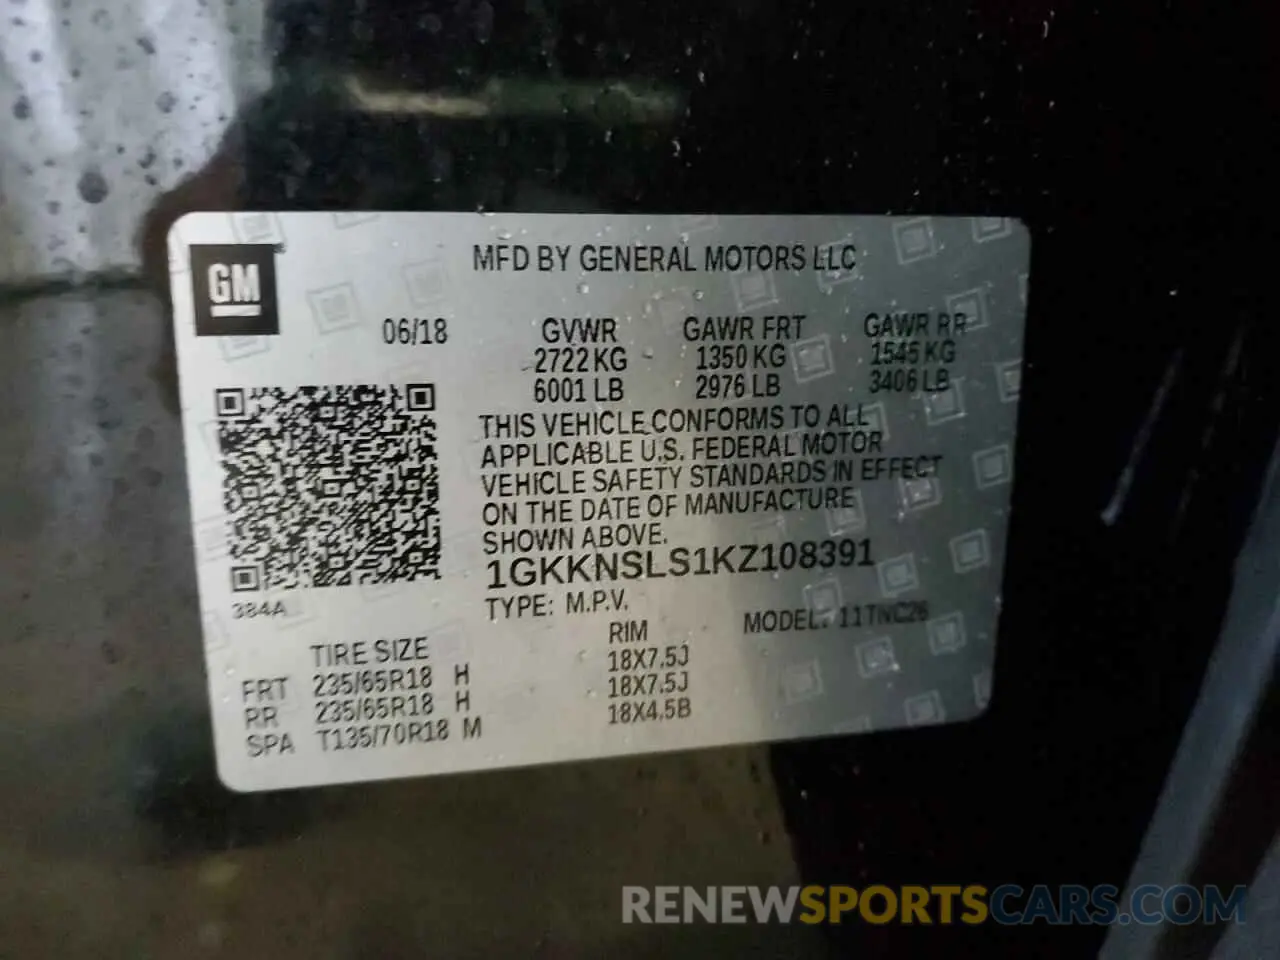 MFD BY GENERAL MOTORS LLC
GM
06/18 GVWR GAWR FRT GAWR RR
2722 KG 1350 KG 1545 KG
6001 LB 2976 LB 3406 LB
THIS VEHICLE CONFORMS TO ALL
APPLICABLE U.S. FEDERAL MOTOR
VEHICLE SAFETY STANDARDS IN EFFECT
ON THE DATE OF MANUFACTURE
SHOWN ABOVE.
1GKKNSLS1KZ108391
384A
TYPE: M.P.V. MODEL: 11TNC26
TIRE SIZE RIM
FRT 235/65R18 H 18X7.5J
RR 235/65R18 H 18X7.5J
SPA T135/70R18 M 18X4.5B
RENEWSPORTSCARS.COM